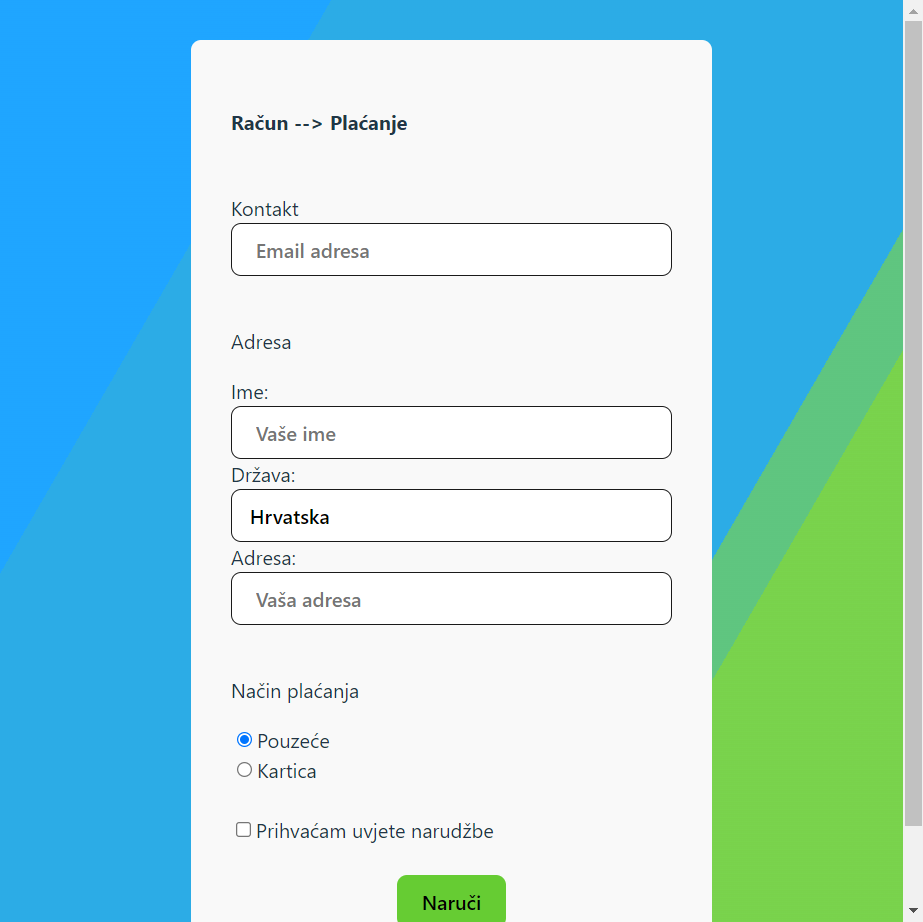 Račun --> Plaćanje
Kontakt
Email adresa
Adresa
Ime:
Vaše ime
Država:
Hrvatska
Adresa:
Vaša adresa
Način plaćanja
Pouzeće
Kartica
Prihvaćam uvjete narudžbe
Naruči